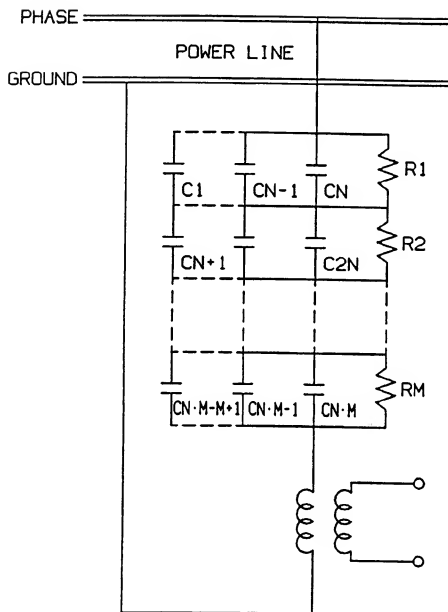 PHASE
POWER LINE
GROUND
C1 CN-1 CN R1
CN+1 C2N R2
CN·M-M+1 CN·M-1 CN·M RM